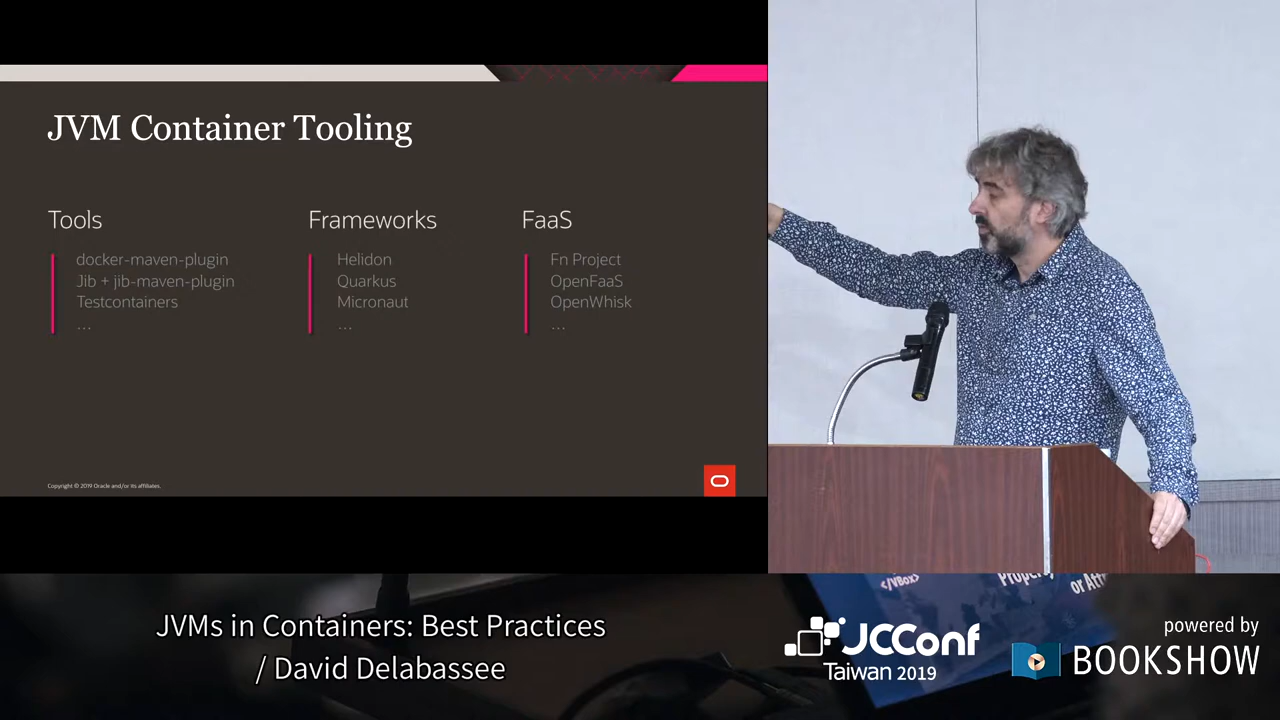 JVM Container Tooling
Tools
docker-maven-plugin
Jib + jib-maven-plugin
Testcontainers
...
Frameworks
Helidon
Quarkus
Micronaut
...
FaaS
Fn Project
OpenFaaS
OpenWhisk
...
Copyright © 2019 Oracle and/or its affiliates.
</VBox>
or
JVMs in Containers: Best Practices
/ David Delabassee
JCConf
Taiwan 2019
powered by
BOOKSHOW